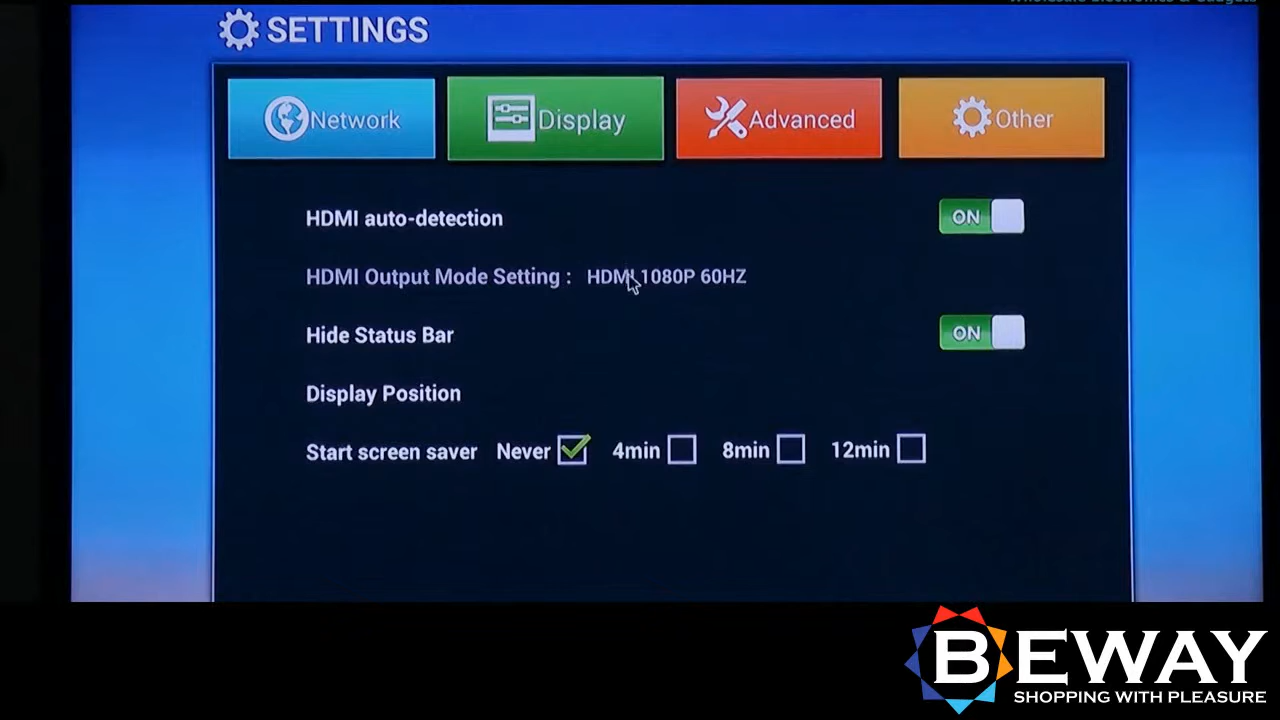 SETTINGS
Network Display Advanced Other
HDMI auto-detection ON
HDMI Output Mode Setting : HDMI 1080P 60HZ
Hide Status Bar ON
Display Position
Start screen saver Never 4min 8min 12min
BEWAY
SHOPPING WITH PLEASURE